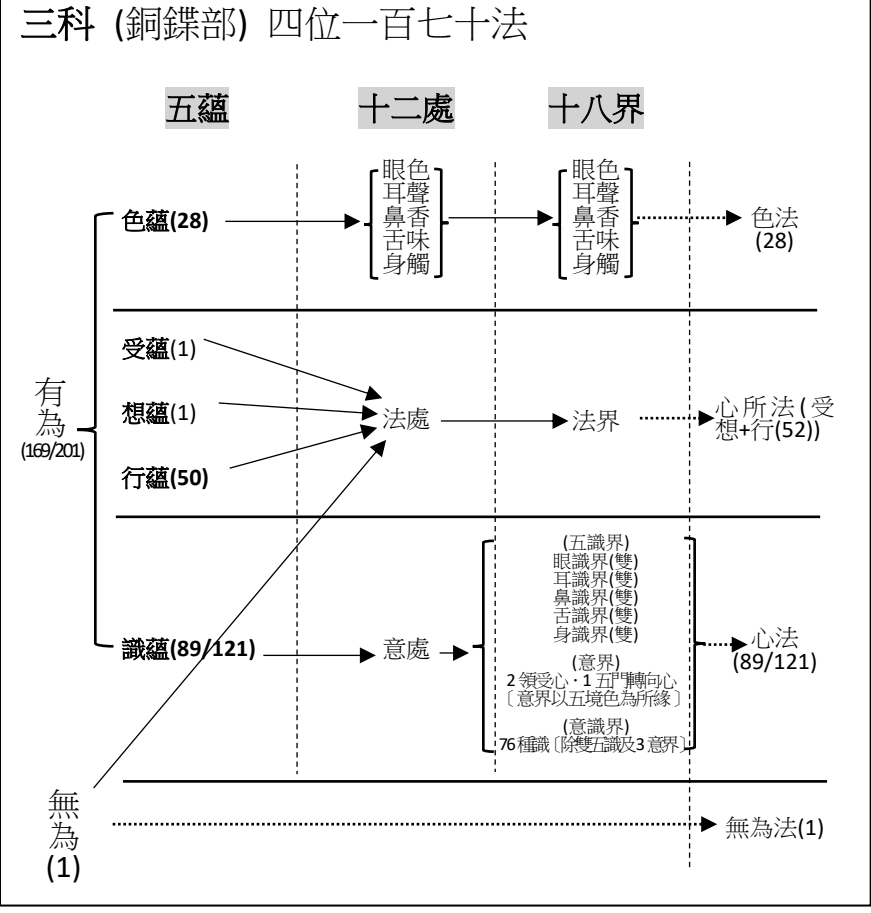 三科 (銅鍱部) 四位一百七十法
五蘊
十二處
十八界
有為
(169/201)
色蘊(28)
眼色
耳聲
鼻香
舌味
身觸
眼色
耳聲
鼻香
舌味
身觸
色法
(28)
受蘊(1)
想蘊(1)
行蘊(50)
法處
法界
心所法(受
想+行(52))
識蘊(89/121)
意處
(五識界)
眼識界(雙)
耳識界(雙)
鼻識界(雙)
舌識界(雙)
身識界(雙)
(意界)
2 領受心‧1 五門轉向心
〔意界以五境色為所緣〕
(意識界)
76種識〔除雙五識及3意界〕
心法
(89/121)
無為
(1)
無為法(1)